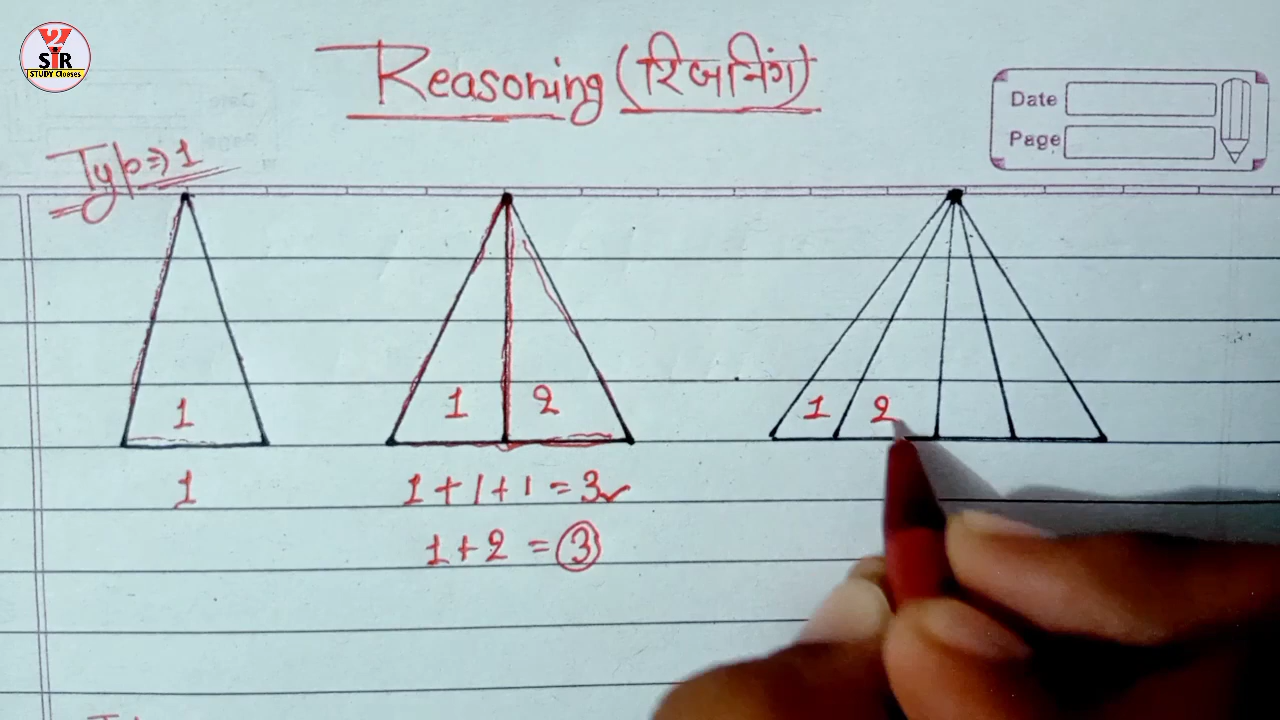 2
SIR
STUDY Classes
Reasoning (रिजनिंग)
Date
Page
Typ⇒1
1
1 2
1 2
1
1+1+1=3✓
1+2=3